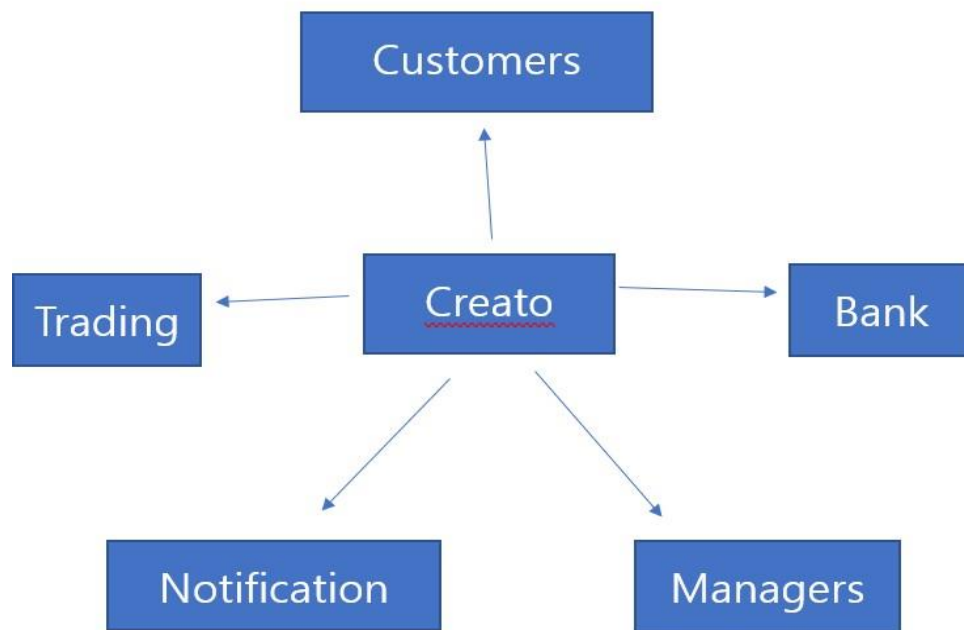 Customers
Trading
Creato
Bank
Notification
Managers